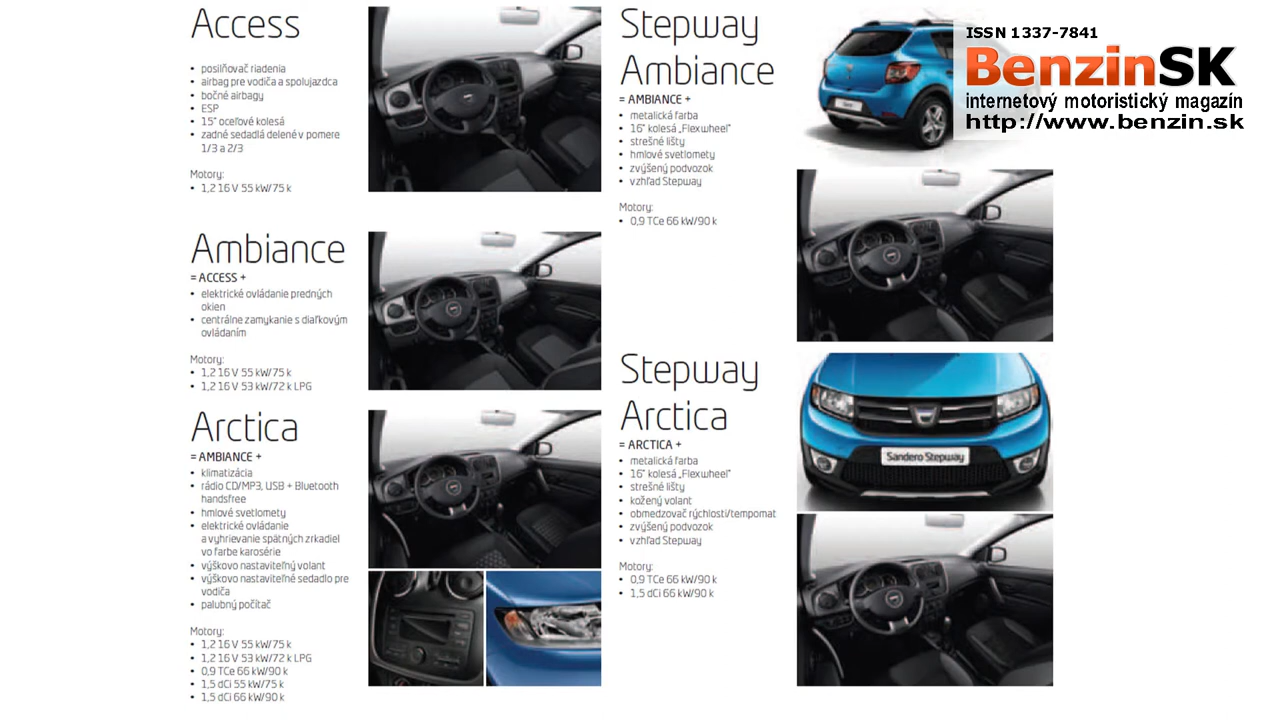 Access
• posilňovač riadenia
• airbag pre vodiča a spolujazdca
• bočné airbagy
• ESP
• 15" oceľové kolesá
• zadné sedadlá delené v pomere
1/3 a 2/3
Motory:
• 1,2 16 V 55 kW/75 k
Ambiance
= ACCESS +
• elektrické ovládanie predných
okien
• centrálne zamykanie s diaľkovým
ovládaním
Motory:
• 1,2 16 V 55 kW/75 k
• 1,2 16 V 53 kW/72 k LPG
Arctica
= AMBIANCE +
• klimatizácia
• rádio CD/MP3, USB + Bluetooth
handsfree
• hmlové svetlomety
• elektrické ovládanie
a vyhrievanie spätných zrkadiel
vo farbe karosérie
• výškovo nastaviteľný volant
• výškovo nastaviteľné sedadlo pre
vodiča
• palubný počítač
Motory:
• 1,2 16 V 55 kW/75 k
• 1,2 16 V 53 kW/72 k LPG
• 0,9 TCe 66 kW/90 k
• 1,5 dCi 55 kW/75 k
• 1,5 dCi 66 kW/90 k
Stepway
Ambiance
= AMBIANCE +
• metalická farba
• 16" kolesá „Flexwheel"
• strešné lišty
• hmlové svetlomety
• zvýšený podvozok
• vzhľad Stepway
Motory:
• 0,9 TCe 66 kW/90 k
Stepway
Arctica
= ARCTICA +
• metalická farba
• 16" kolesá „Flexwheel"
• strešné lišty
• kožený volant
• obmedzovač rýchlosti/tempomat
• zvýšený podvozok
• vzhľad Stepway
Motory:
• 0,9 TCe 66 kW/90 k
• 1,5 dCi 66 kW/90 k
Sandero Stepway
ISSN 1337-7841
BenzinSK
internetový motoristický magazín
http://www.benzin.sk